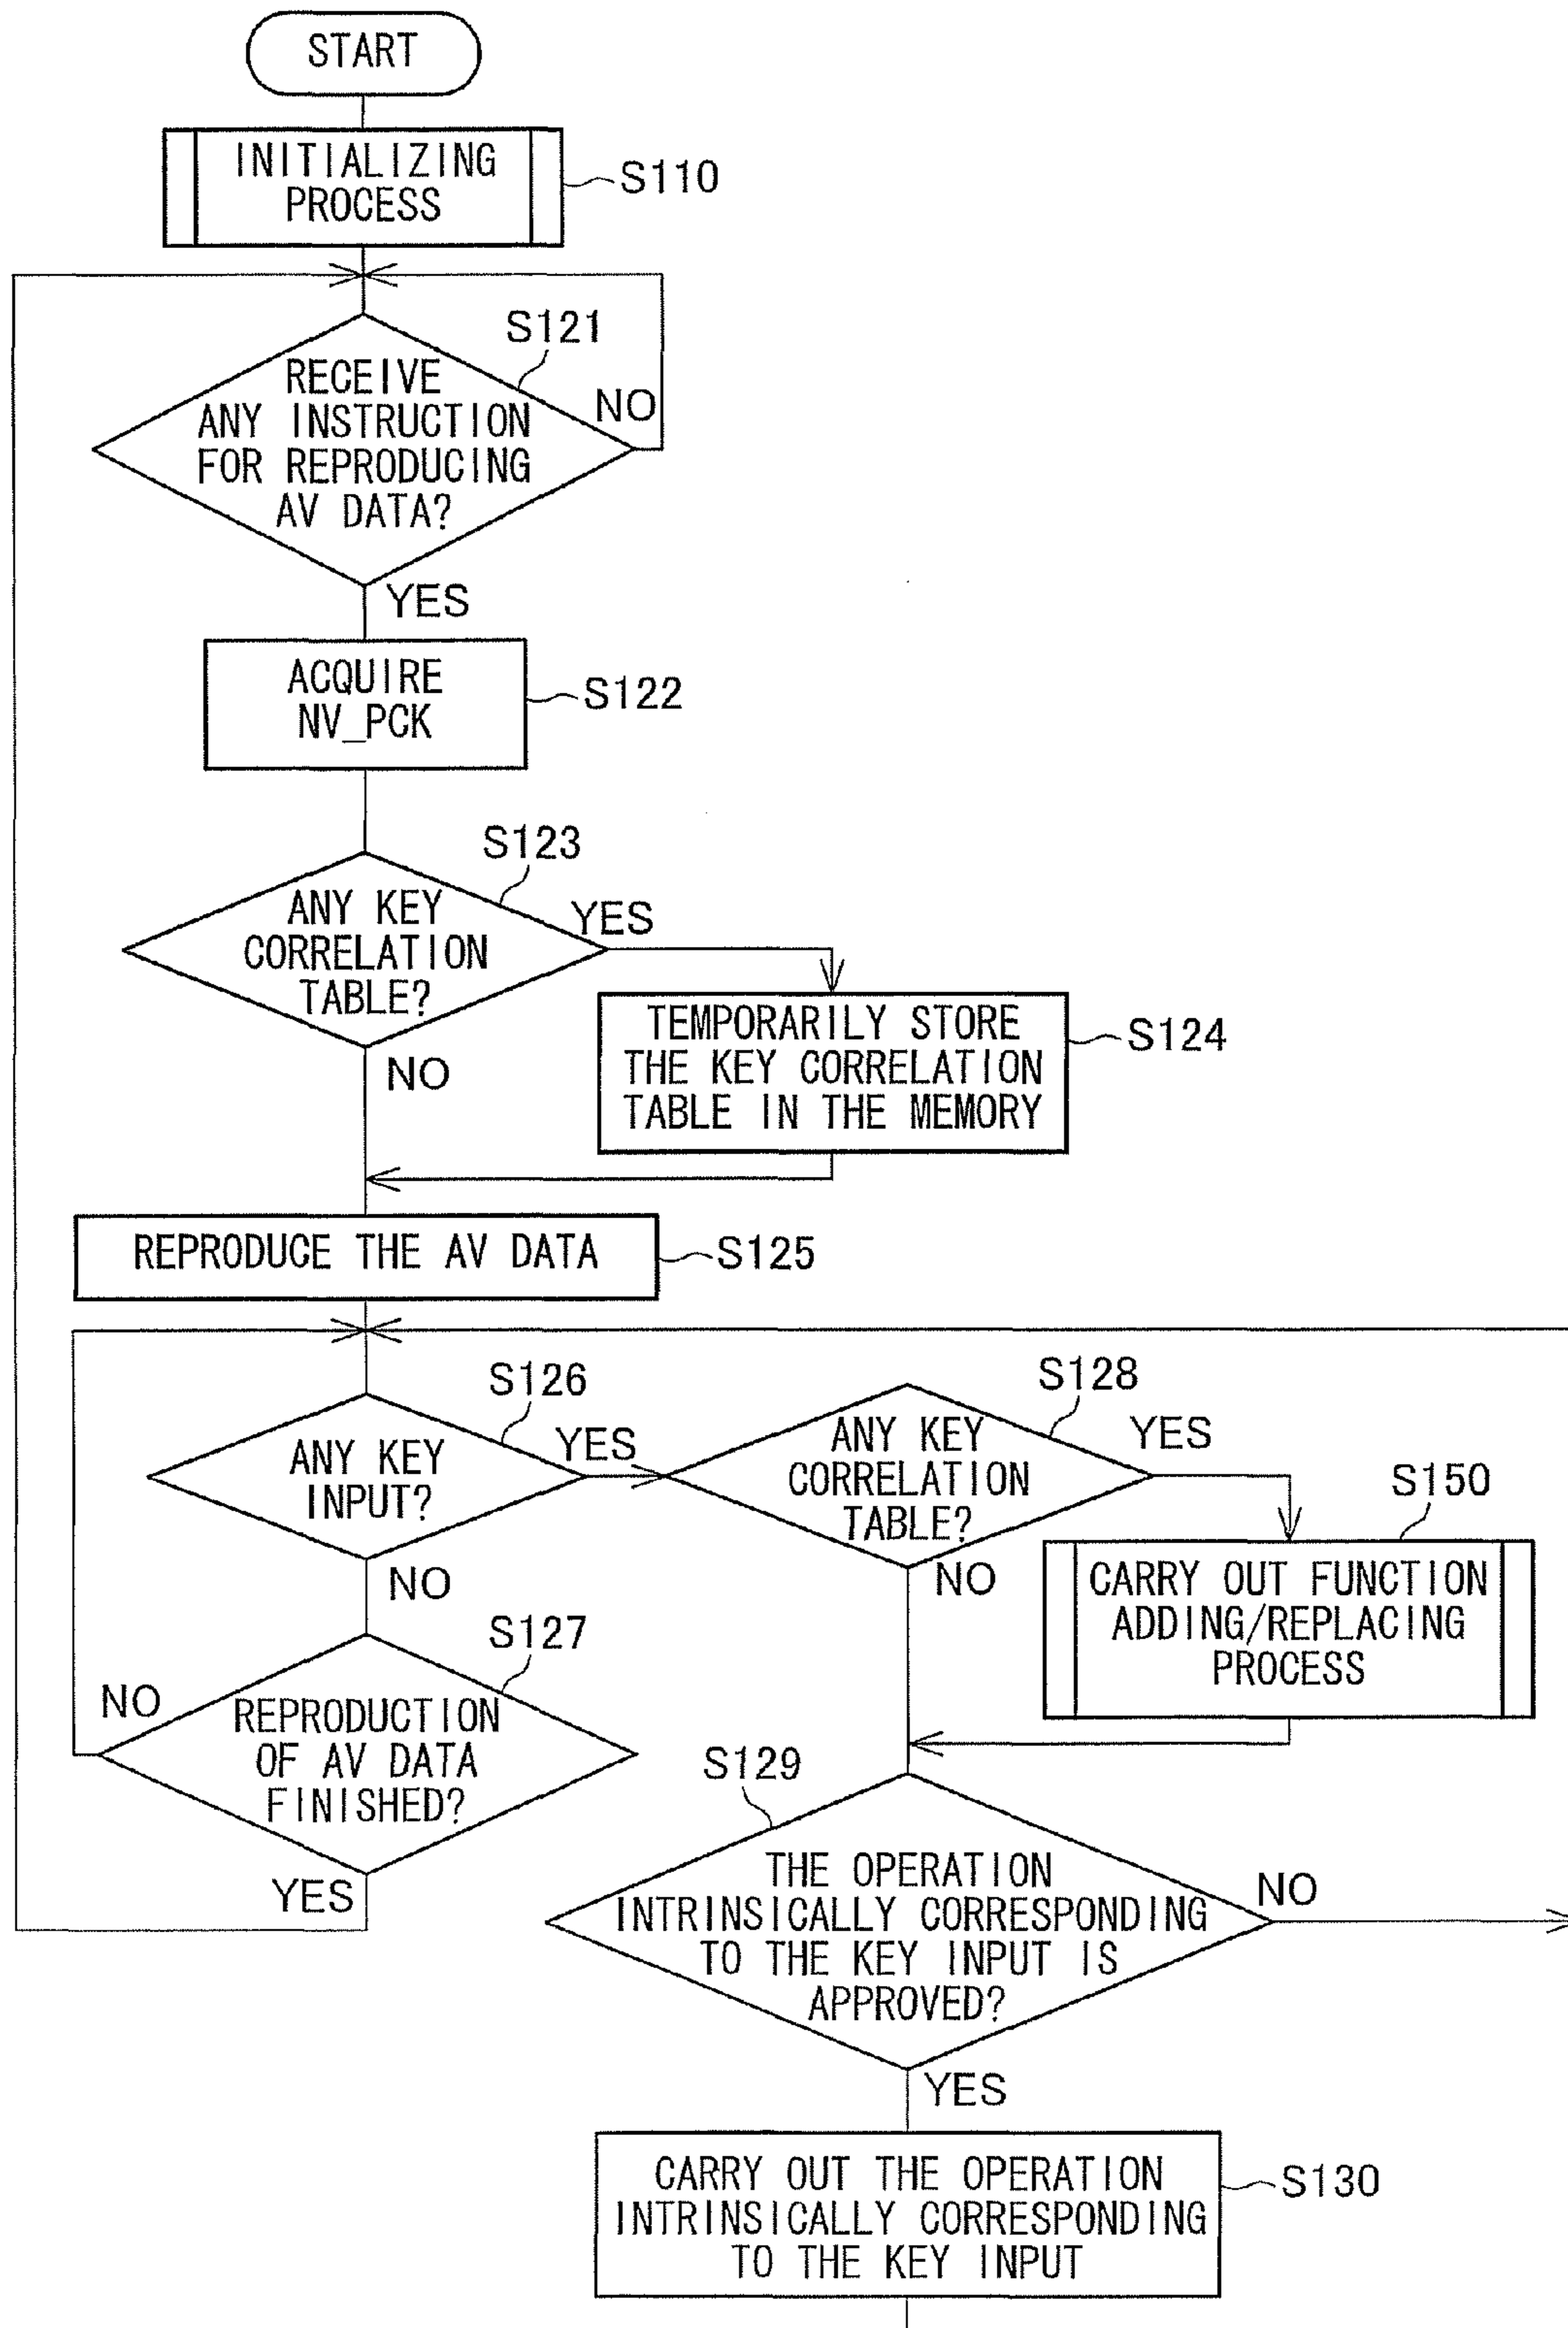 START
INITIALIZING
PROCESS
S110
S121
RECEIVE
ANY INSTRUCTION
FOR REPRODUCING
AV DATA?
NO
YES
ACQUIRE
NV_PCK
S122
S123
ANY KEY
CORRELATION
TABLE?
YES
NO
TEMPORARILY STORE
THE KEY CORRELATION
TABLE IN THE MEMORY
S124
REPRODUCE THE AV DATA
S125
S126
ANY KEY
INPUT?
YES
NO
S128
ANY KEY
CORRELATION
TABLE?
YES
NO
S150
CARRY OUT FUNCTION
ADDING/REPLACING
PROCESS
S127
REPRODUCTION
OF AV DATA
FINISHED?
NO
YES
S129
THE OPERATION
INTRINSICALLY CORRESPONDING
TO THE KEY INPUT IS
APPROVED?
NO
YES
CARRY OUT THE OPERATION
INTRINSICALLY CORRESPONDING
TO THE KEY INPUT
S130